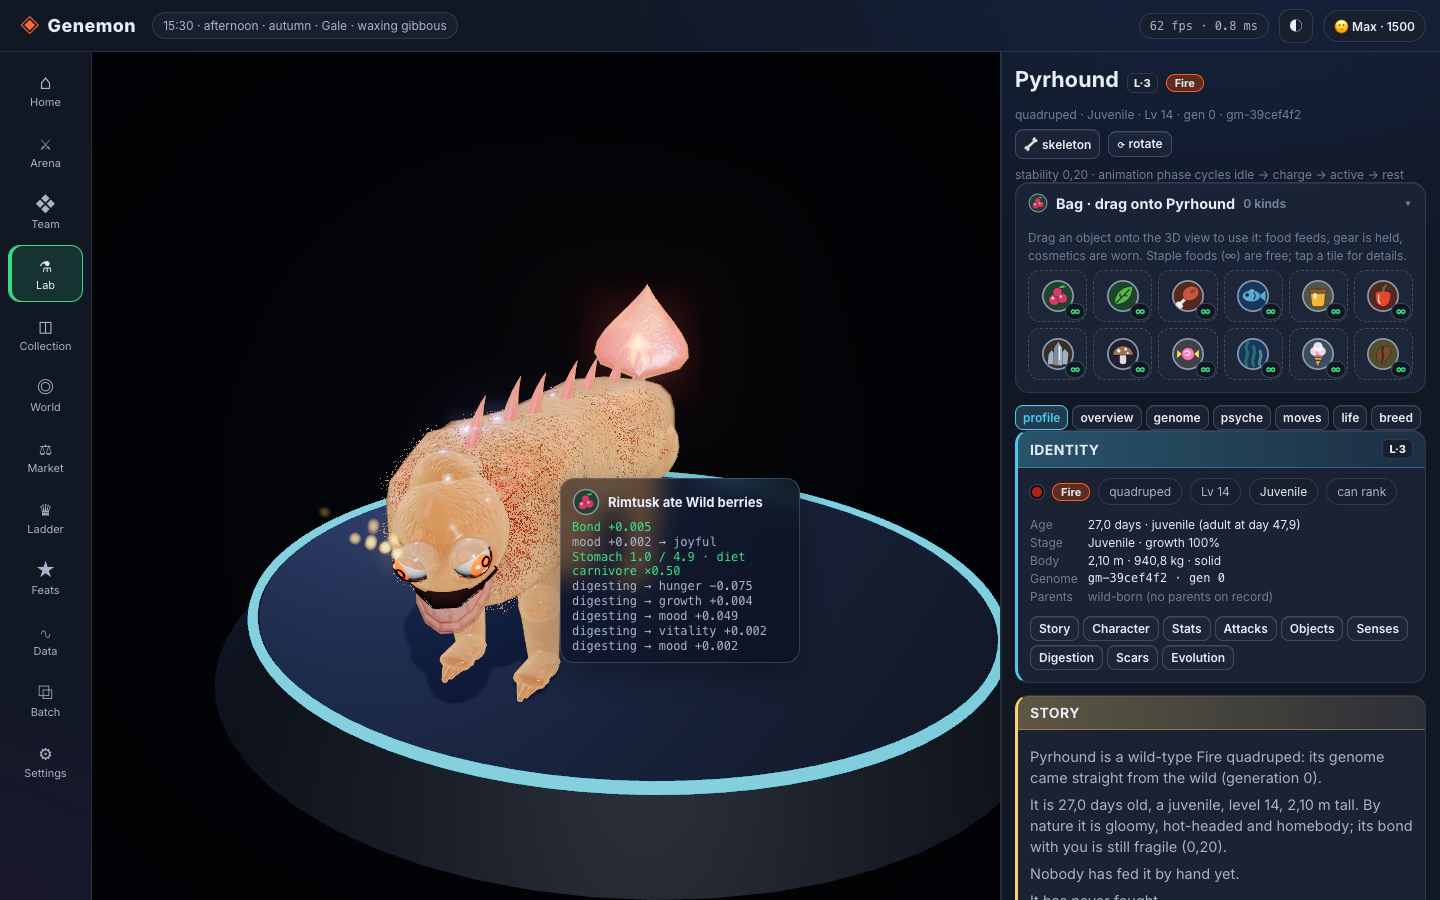 Genemon
15:30 · afternoon · autumn · Gale · waxing gibbous
62 fps · 0.8 ms
Max · 1500
Home
Arena
Team
Lab
Collection
World
Market
Ladder
Feats
Data
Batch
Settings
Rimtusk ate Wild berries
Bond +0.005
mood +0.002 → joyful
Stomach 1.0 / 4.9 · diet
carnivore ×0.50
digesting → hunger −0.075
digesting → growth +0.004
digesting → mood +0.049
digesting → vitality +0.002
digesting → mood +0.002
Pyrhound L·3 Fire
quadruped · Juvenile · Lv 14 · gen 0 · gm-39cef4f2
skeleton
rotate
stability 0,20 · animation phase cycles idle → charge → active → rest
Bag · drag onto Pyrhound 0 kinds
Drag an object onto the 3D view to use it: food feeds, gear is held,
cosmetics are worn. Staple foods (∞) are free; tap a tile for details.
∞ ∞ ∞ ∞ ∞ ∞
∞ ∞ ∞ ∞ ∞ ∞
profile overview genome psyche moves life breed
IDENTITY L·3
Fire quadruped Lv 14 Juvenile can rank
Age 27,0 days · juvenile (adult at day 47,9)
Stage Juvenile · growth 100%
Body 2,10 m · 940,8 kg · solid
Genome gm-39cef4f2 · gen 0
Parents wild-born (no parents on record)
Story Character Stats Attacks Objects Senses
Digestion Scars Evolution
STORY
Pyrhound is a wild-type Fire quadruped: its genome
came straight from the wild (generation 0).
It is 27,0 days old, a juvenile, level 14, 2,10 m tall. By
nature it is gloomy, hot-headed and homebody; its bond
with you is still fragile (0,20).
Nobody has fed it by hand yet.
It has never fought